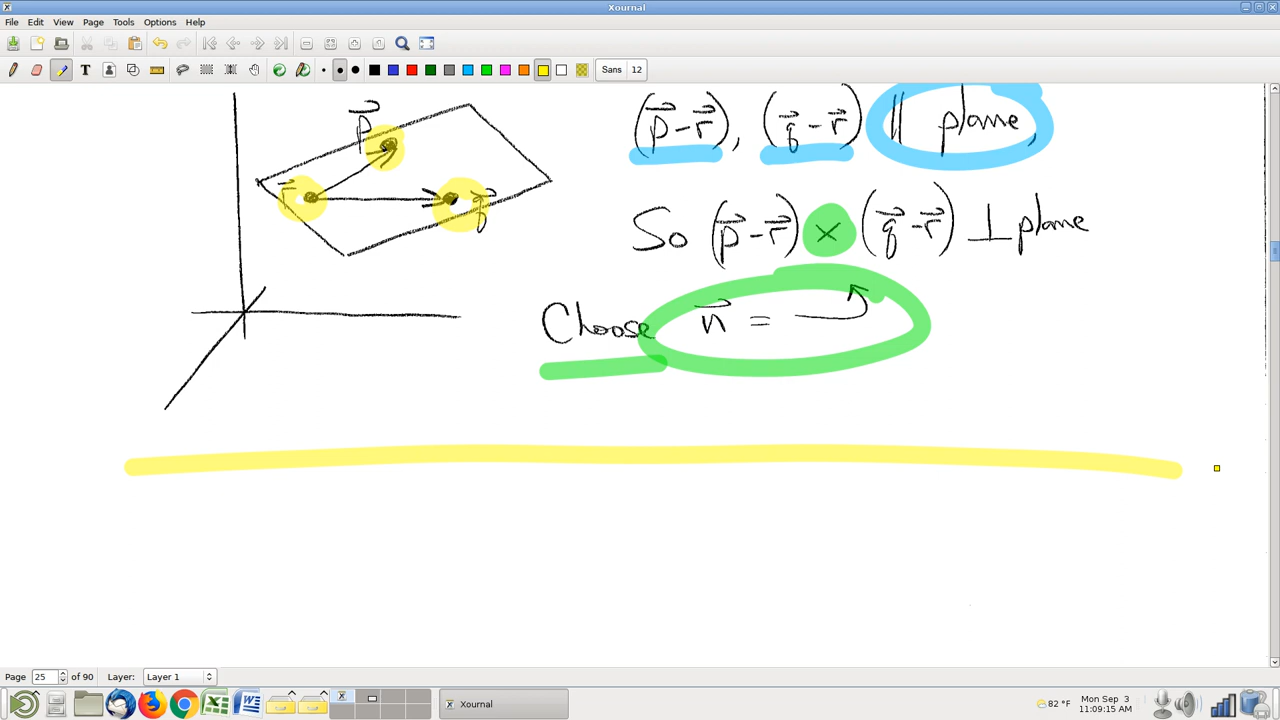 Xournal
File Edit View Page Tools Options Help
Sans 12
p⃗
r⃗
q⃗
(p⃗-r⃗), (q⃗-r⃗) ∥ plane,
So (p⃗-r⃗) × (q⃗-r⃗) ⊥ plane
Choose n⃗ =
Page 25 of 90 Layer: Layer 1
Xournal
82 °F
Mon Sep 3
11:09:15 AM